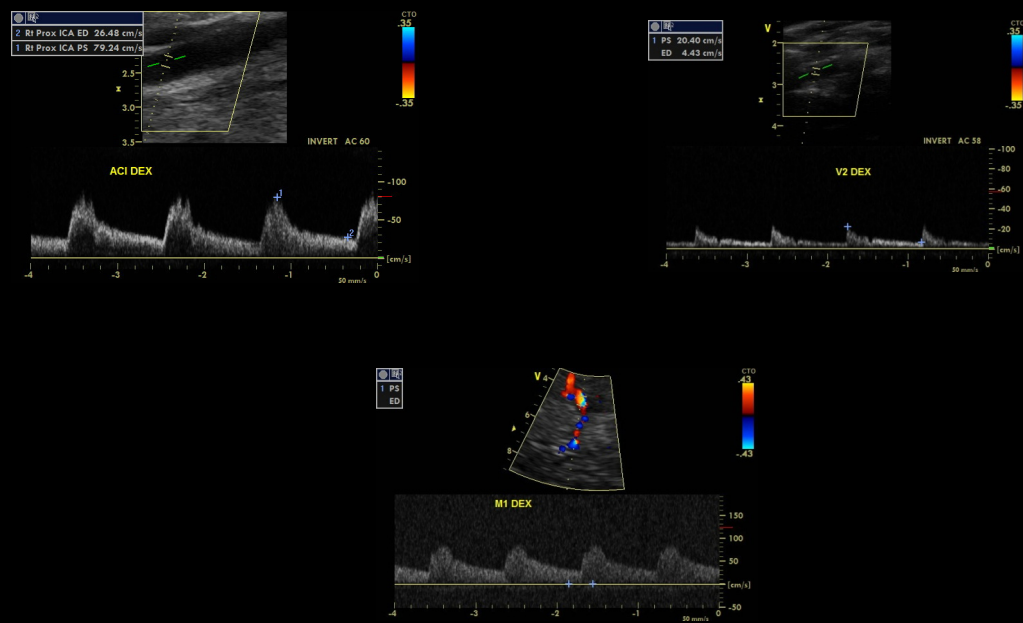 2 Rt Prox ICA ED 26.48 cm/s
1 Rt Prox ICA PS 79.24 cm/s
CTO
.35
-.35
2.5
3.0
3.5
x
INVERT AC 60
ACI DEX
1
2
-100
-50
[cm/s]
-4 -3 -2 -1 0
50 mm/s
1 PS 20.40 cm/s
ED 4.43 cm/s
V
2
3
4
x
CTO
.35
-.35
INVERT AC 58
V2 DEX
-100
-80
-60
-40
-20
[cm/s]
-4 -3 -2 -1 0
50 mm/s
1 PS
ED
V
4
6
8
CTO
.43
-.43
M1 DEX
150
100
50
[cm/s]
-50
-4 -3 -2 -1 0
50 mm/s